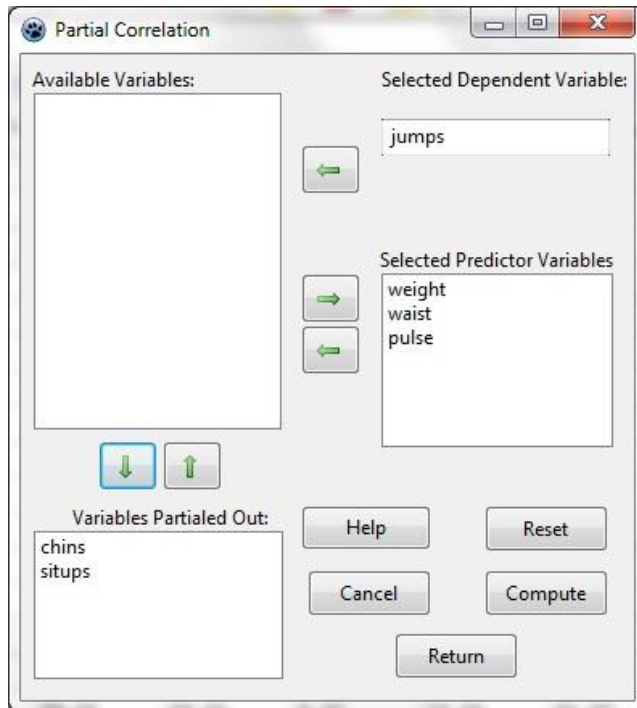 Partial Correlation
Available Variables:
Selected Dependent Variable:
jumps
Selected Predictor Variables
weight
waist
pulse
Variables Partialed Out:
chins
situps
Help
Reset
Cancel
Compute
Return